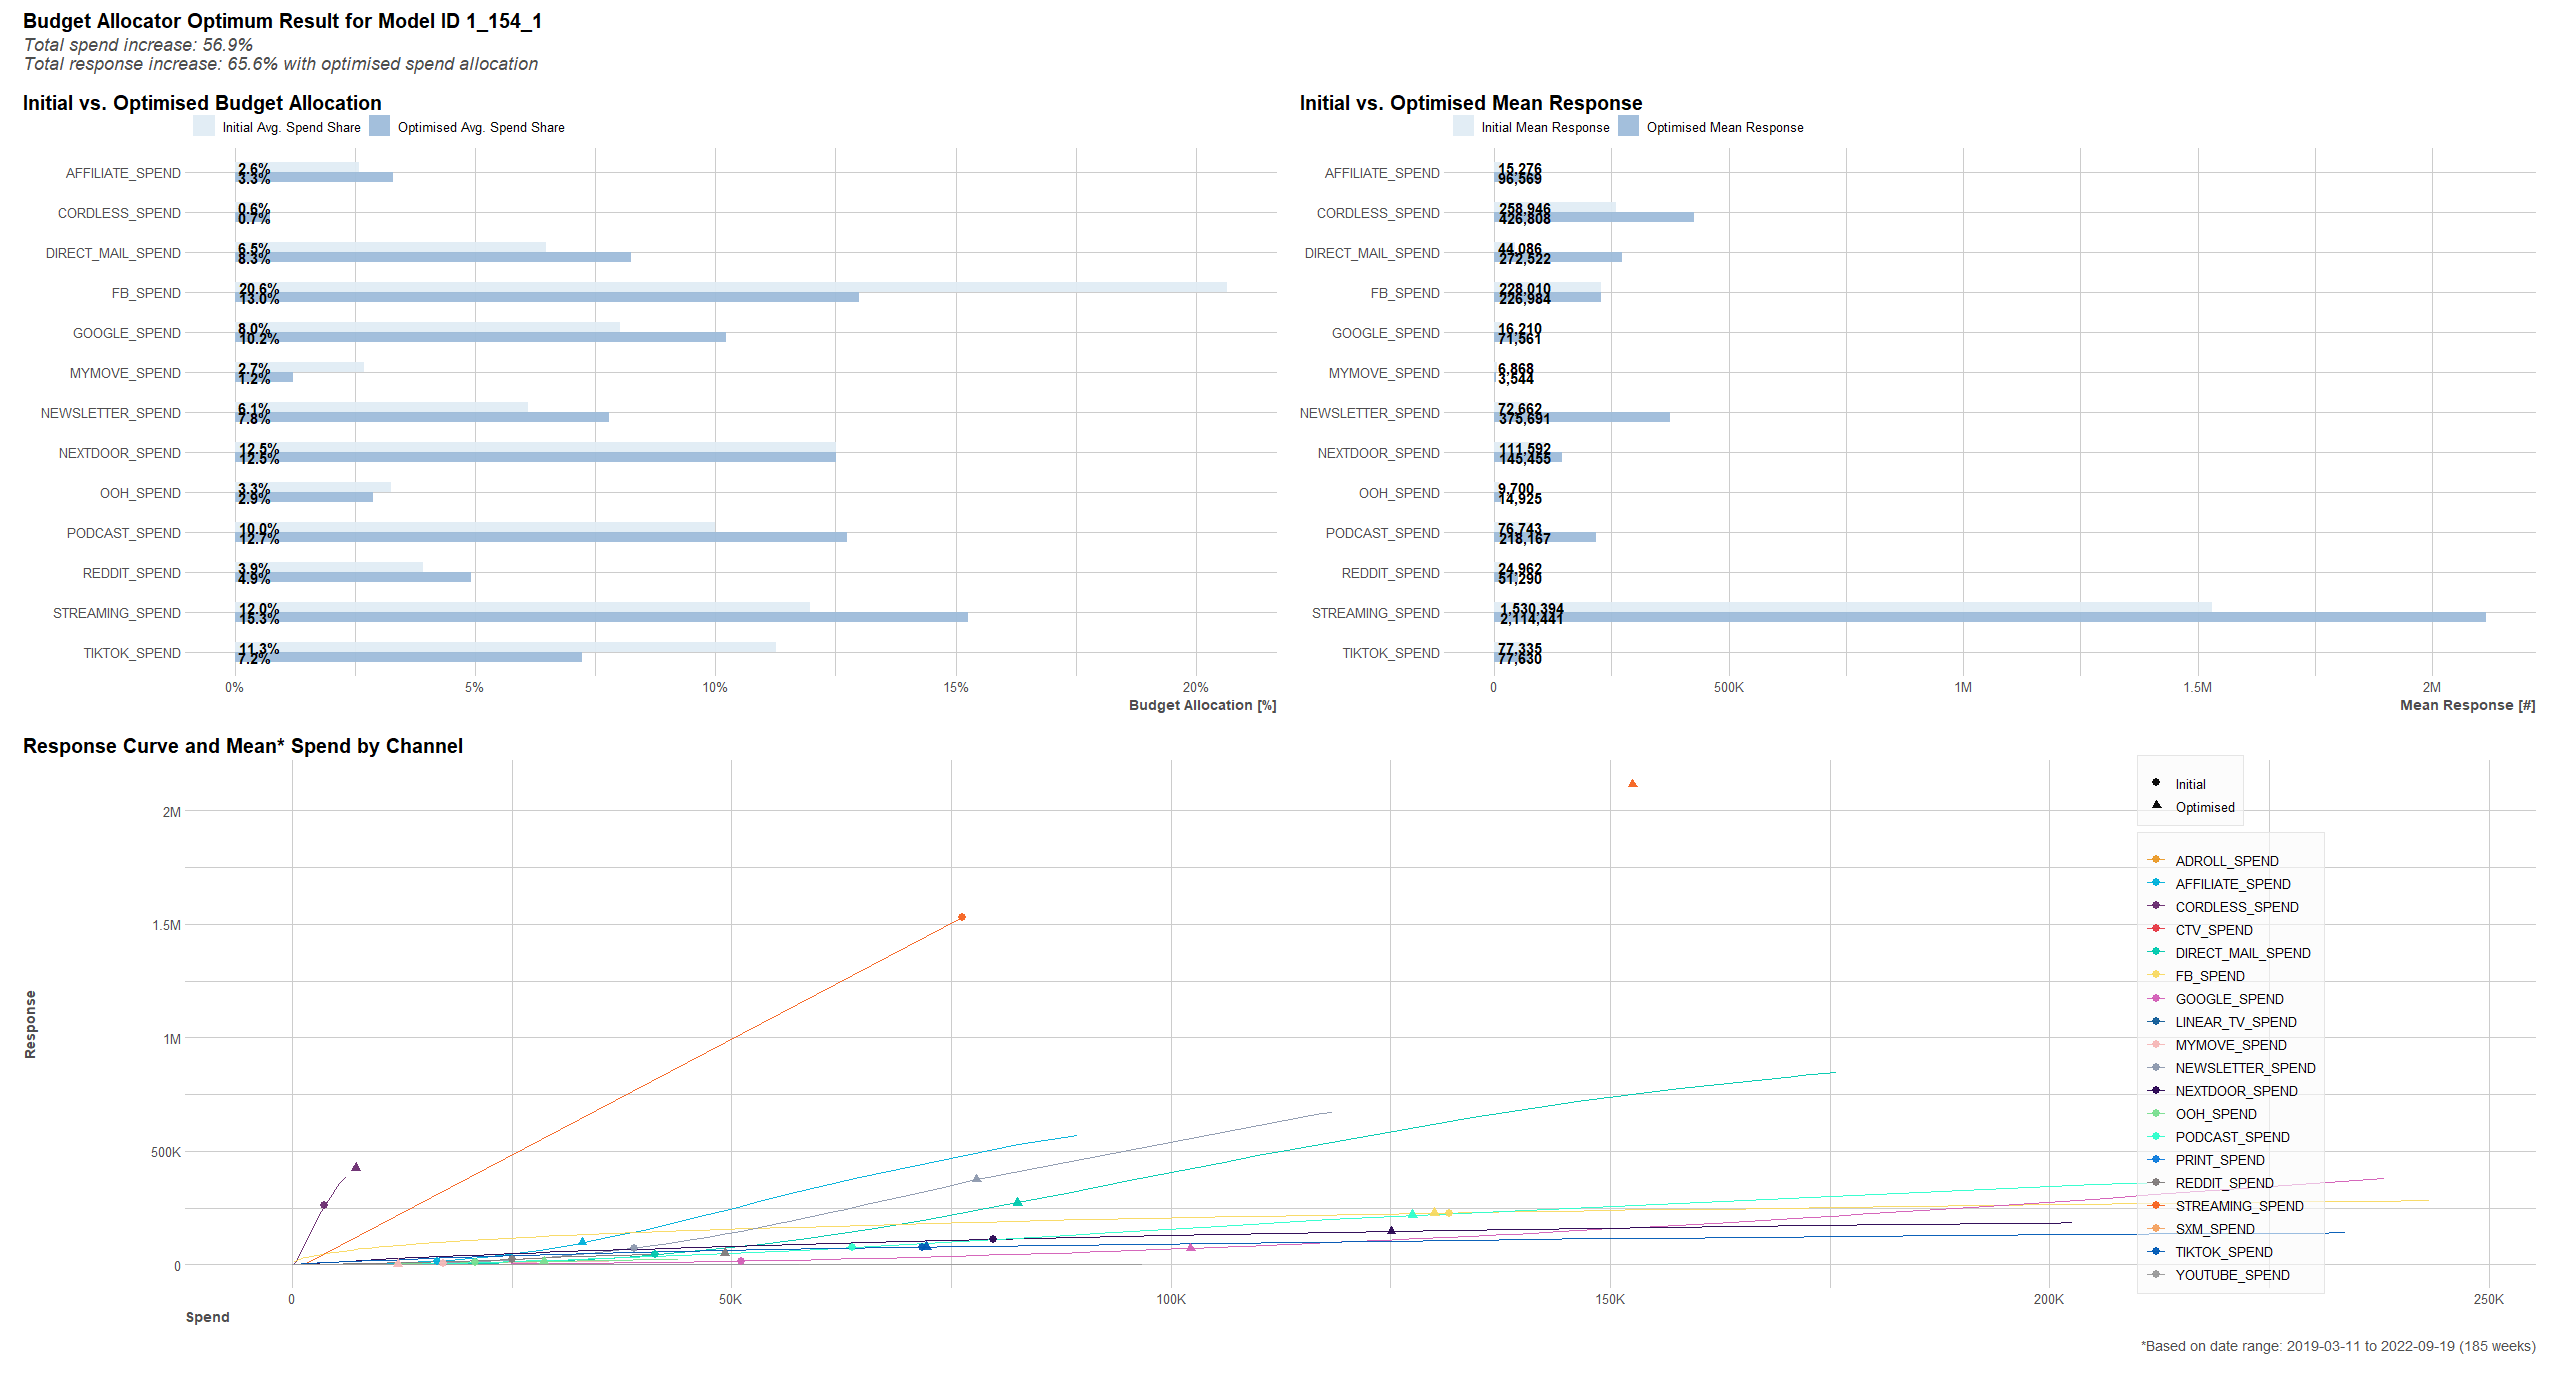 Budget Allocator Optimum Result for Model ID 1_154_1
Total spend increase: 56.9%
Total response increase: 65.6% with optimised spend allocation
Initial vs. Optimised Budget Allocation
Initial Avg. Spend Share
Optimised Avg. Spend Share
AFFILIATE_SPEND
2.6%
3.3%
CORDLESS_SPEND
0.6%
0.7%
DIRECT_MAIL_SPEND
6.5%
8.3%
FB_SPEND
20.6%
13.0%
GOOGLE_SPEND
8.0%
10.2%
MYMOVE_SPEND
2.7%
1.2%
NEWSLETTER_SPEND
6.1%
7.8%
NEXTDOOR_SPEND
12.5%
12.5%
OOH_SPEND
3.3%
2.9%
PODCAST_SPEND
10.0%
12.7%
REDDIT_SPEND
3.9%
4.9%
STREAMING_SPEND
12.0%
15.3%
TIKTOK_SPEND
11.3%
7.2%
0%
5%
10%
15%
20%
Budget Allocation [%]
Initial vs. Optimised Mean Response
Initial Mean Response
Optimised Mean Response
AFFILIATE_SPEND
15,276
96,569
CORDLESS_SPEND
258,946
426,808
DIRECT_MAIL_SPEND
44,086
272,522
FB_SPEND
228,010
226,984
GOOGLE_SPEND
16,210
71,561
MYMOVE_SPEND
6,868
3,544
NEWSLETTER_SPEND
72,662
375,691
NEXTDOOR_SPEND
111,592
145,455
OOH_SPEND
9,700
14,925
PODCAST_SPEND
76,743
218,167
REDDIT_SPEND
24,962
51,290
STREAMING_SPEND
1,530,394
2,114,441
TIKTOK_SPEND
77,335
77,630
0
500K
1M
1.5M
2M
Mean Response [#]
Response Curve and Mean* Spend by Channel
Response
2M
1.5M
1M
500K
0
0
50K
100K
150K
200K
250K
Spend
Initial
Optimised
ADROLL_SPEND
AFFILIATE_SPEND
CORDLESS_SPEND
CTV_SPEND
DIRECT_MAIL_SPEND
FB_SPEND
GOOGLE_SPEND
LINEAR_TV_SPEND
MYMOVE_SPEND
NEWSLETTER_SPEND
NEXTDOOR_SPEND
OOH_SPEND
PODCAST_SPEND
PRINT_SPEND
REDDIT_SPEND
STREAMING_SPEND
SXM_SPEND
TIKTOK_SPEND
YOUTUBE_SPEND
*Based on date range: 2019-03-11 to 2022-09-19 (185 weeks)